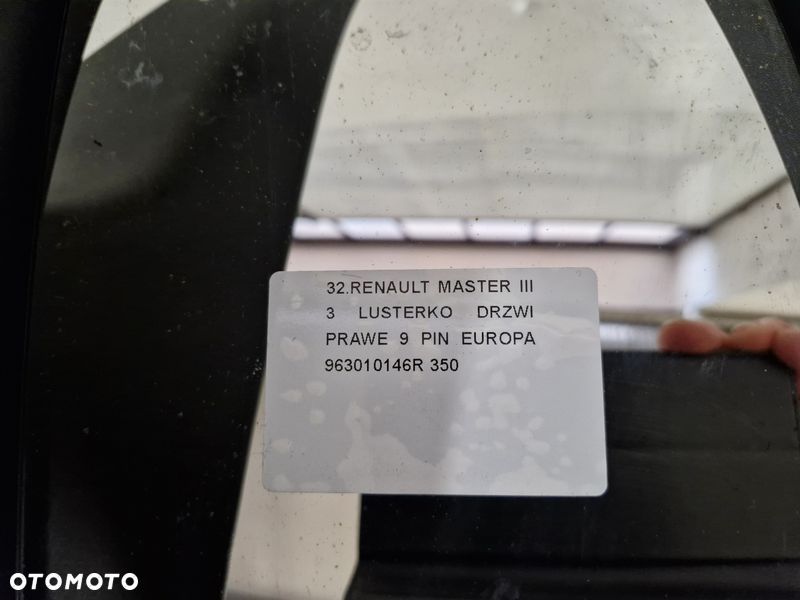 32.RENAULT MASTER III
3 LUSTERKO DRZWI
PRAWE 9 PIN EUROPA
963010146R 350
OTOMOTO